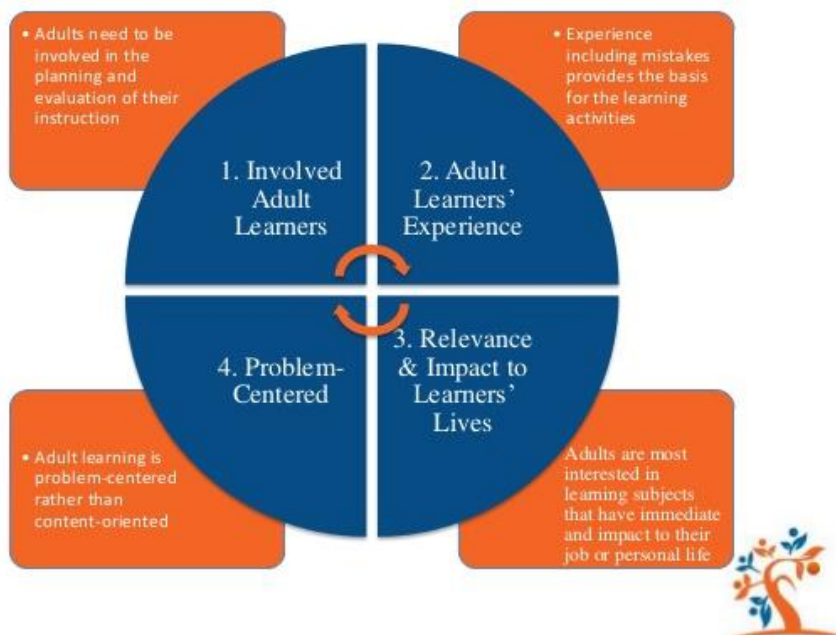 • Adults need to be
involved in the
planning and
evaluation of their
instruction
• Experience
including mistakes
provides the basis
for the learning
activities
1. Involved
Adult
Learners
2. Adult
Learners'
Experience
3. Relevance
& Impact to
Learners'
Lives
4. Problem-
Centered
• Adult learning is
problem-centered
rather than
content-oriented
Adults are most
interested in
learning subjects
that have immediate
and impact to their
job or personal life